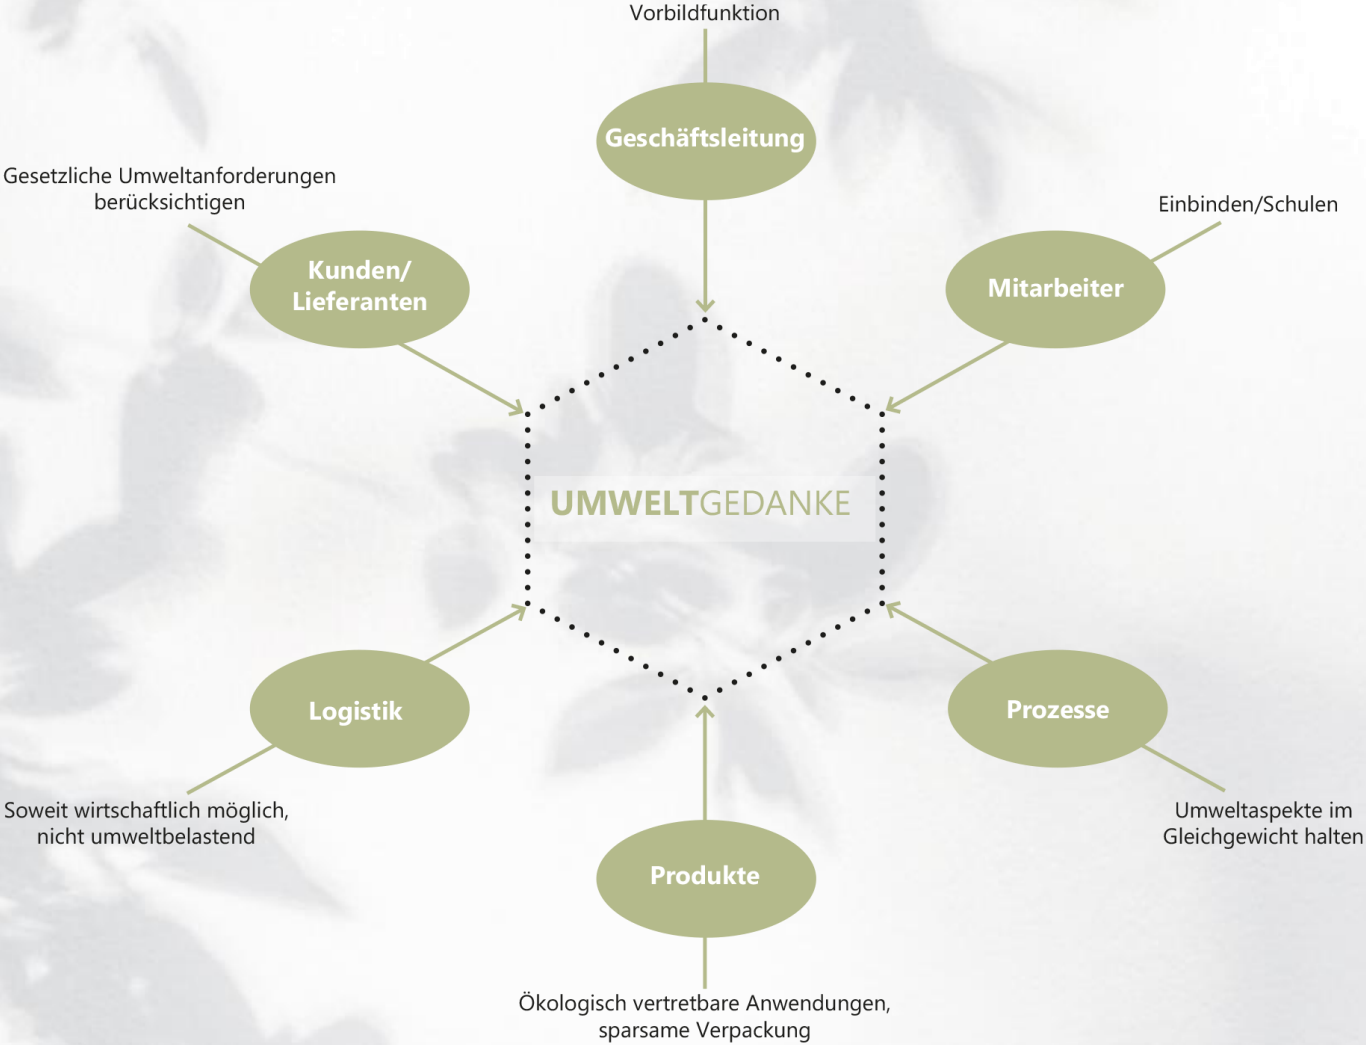 Vorbildfunktion
Geschäftsleitung
Gesetzliche Umweltanforderungen
berücksichtigen
Einbinden/Schulen
Kunden/
Lieferanten
Mitarbeiter
UMWELTGEDANKE
Logistik
Prozesse
Soweit wirtschaftlich möglich,
nicht umweltbelastend
Umweltaspekte im
Gleichgewicht halten
Produkte
Ökologisch vertretbare Anwendungen,
sparsame Verpackung